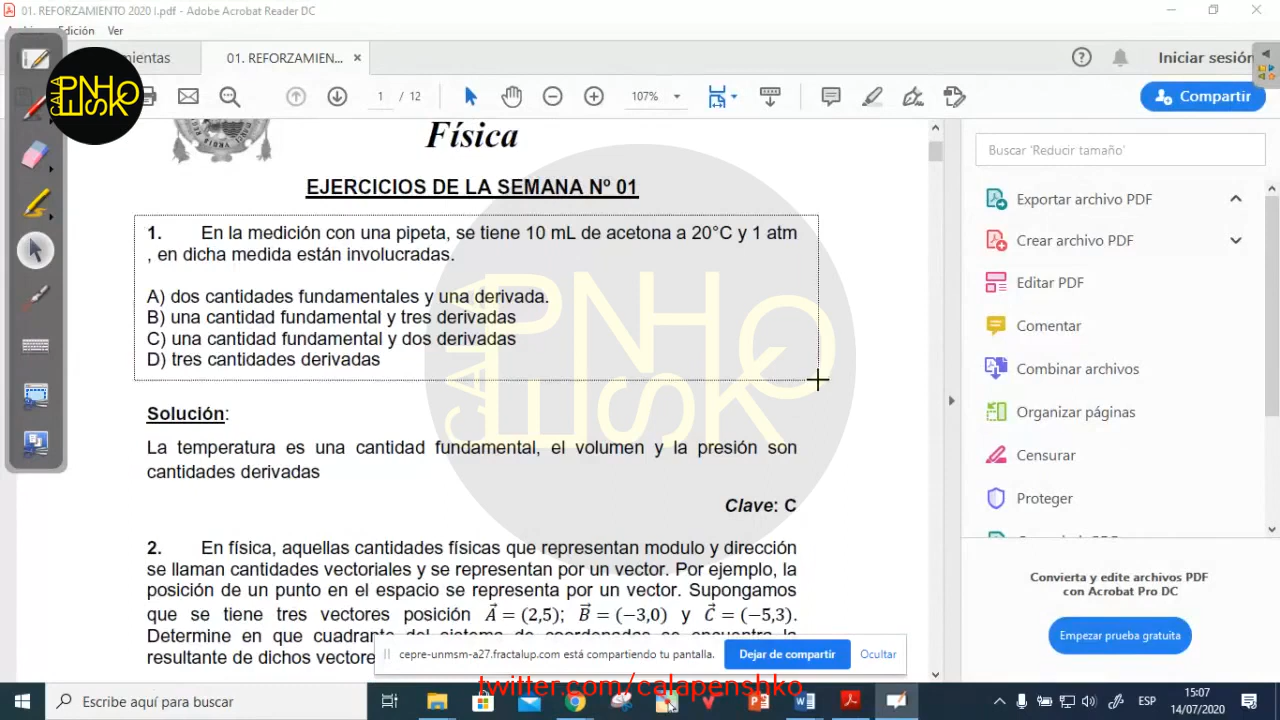 01. REFORZAMIENTO 2020 I.pdf - Adobe Acrobat Reader DC
Edición Ver
01. REFORZAMIEN... ×
Iniciar sesión
1 / 12 107%
Compartir
CALA PENSHKO
Física
EJERCICIOS DE LA SEMANA Nº 01
1. En la medición con una pipeta, se tiene 10 mL de acetona a 20°C y 1 atm
, en dicha medida están involucradas.
A) dos cantidades fundamentales y una derivada.
B) una cantidad fundamental y tres derivadas
C) una cantidad fundamental y dos derivadas
D) tres cantidades derivadas
Solución:
La temperatura es una cantidad fundamental, el volumen y la presión son
cantidades derivadas
Clave: C
2. En física, aquellas cantidades físicas que representan modulo y dirección
se llaman cantidades vectoriales y se representan por un vector. Por ejemplo, la
posición de un punto en el espacio se representa por un vector. Supongamos
que se tiene tres vectores posición A⃗ = (2,5); B⃗ = (−3,0) y C⃗ = (−5,3).
Determine en que cuadrante del sistema de coordenadas se encuentra la
resultante de dichos vectore
Buscar 'Reducir tamaño'
Exportar archivo PDF
Crear archivo PDF
Editar PDF
Comentar
Combinar archivos
Organizar páginas
Censurar
Proteger
Convierta y edite archivos PDF
con Acrobat Pro DC
Empezar prueba gratuita
cepre-unmsm-a27.fractalup.com está compartiendo tu pantalla.
Dejar de compartir
Ocultar
twitter.com/calapenshko
Escribe aquí para buscar
ESP
15:07
14/07/2020